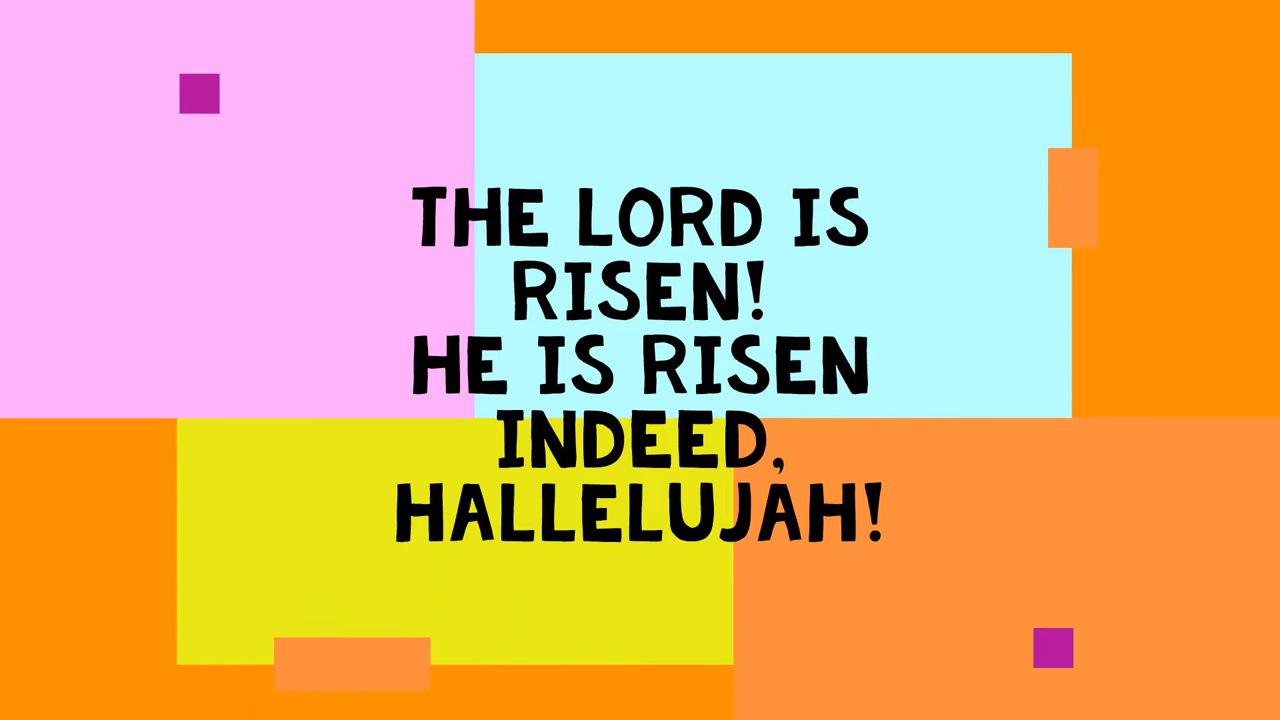 THE LORD IS
RISEN!
HE IS RISEN
INDEED,
HALLELUJAH!